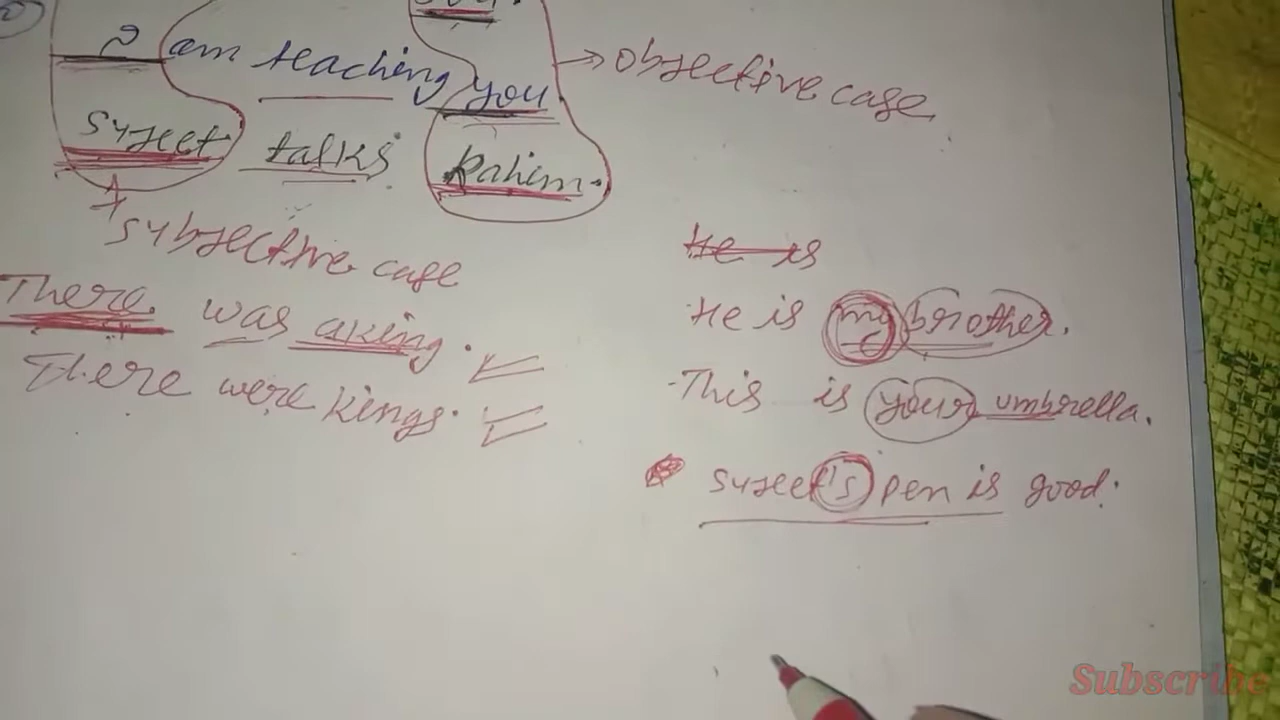 I am teaching you
Sujeet talks Rahim.
objective case
subjective case
There was a king.
There were kings.
He is
He is my brother.
This is your umbrella.
Sujeet's pen is good.
Subscribe